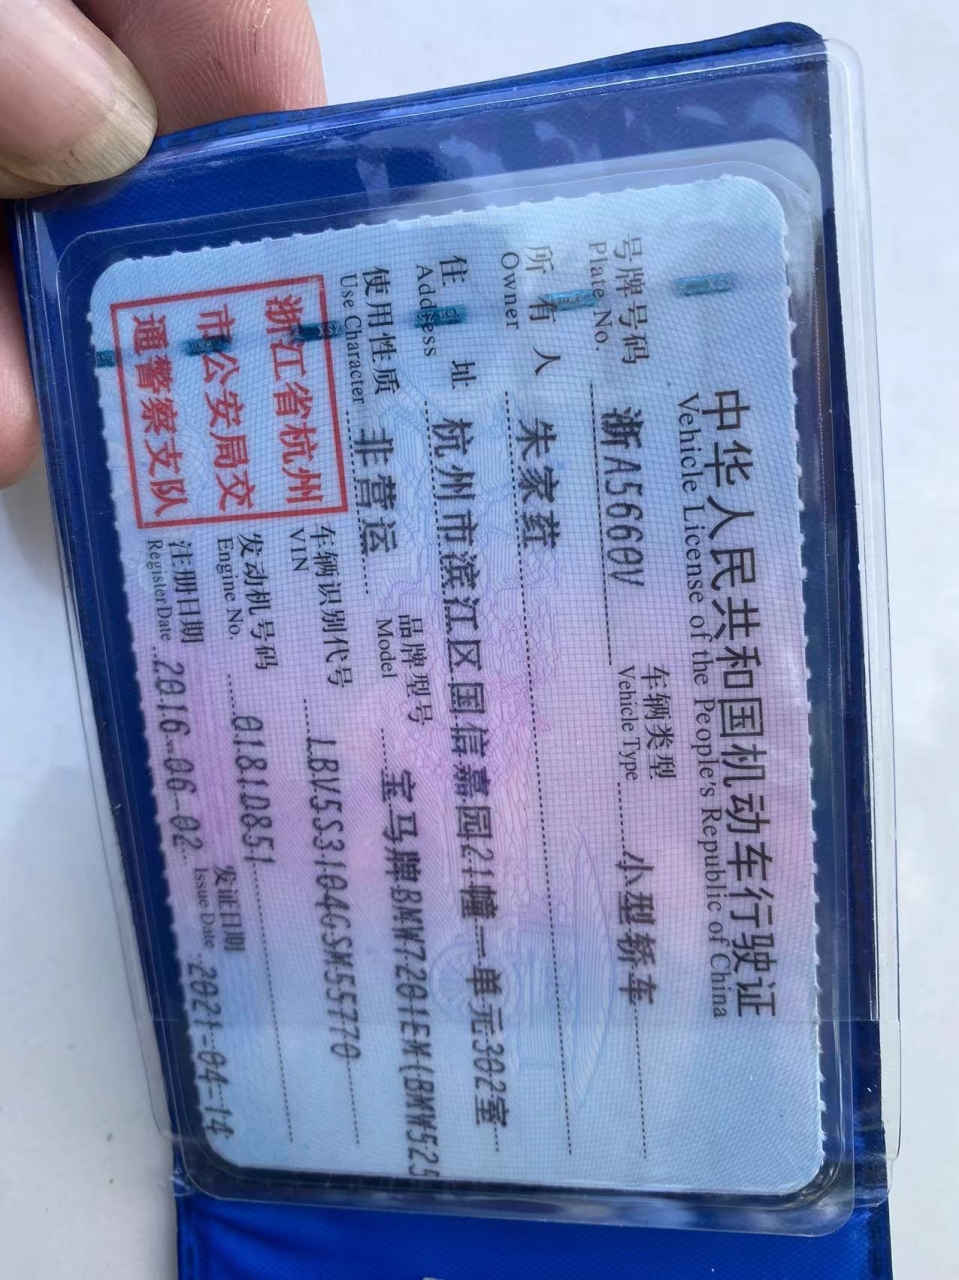 中华人民共和国机动车行驶证
Vehicle License of the People's Republic of China
号牌号码 浙A5660V 车辆类型 小型轿车
Plate No. Vehicle Type
所有人 朱家荭
Owner
住址 杭州市滨江区国信嘉园21幢一单元302室
Address
使用性质 非营运 品牌型号 宝马牌BMW7201EM(BMW525
Use Character Model
车辆识别代号 LBV5S3104GSM55770
VIN
发动机号码 0181D851
Engine No.
注册日期 2016-06-02 发证日期 2021-04-14
Register Date Issue Date
浙江省杭州
市公安局交
通警察支队